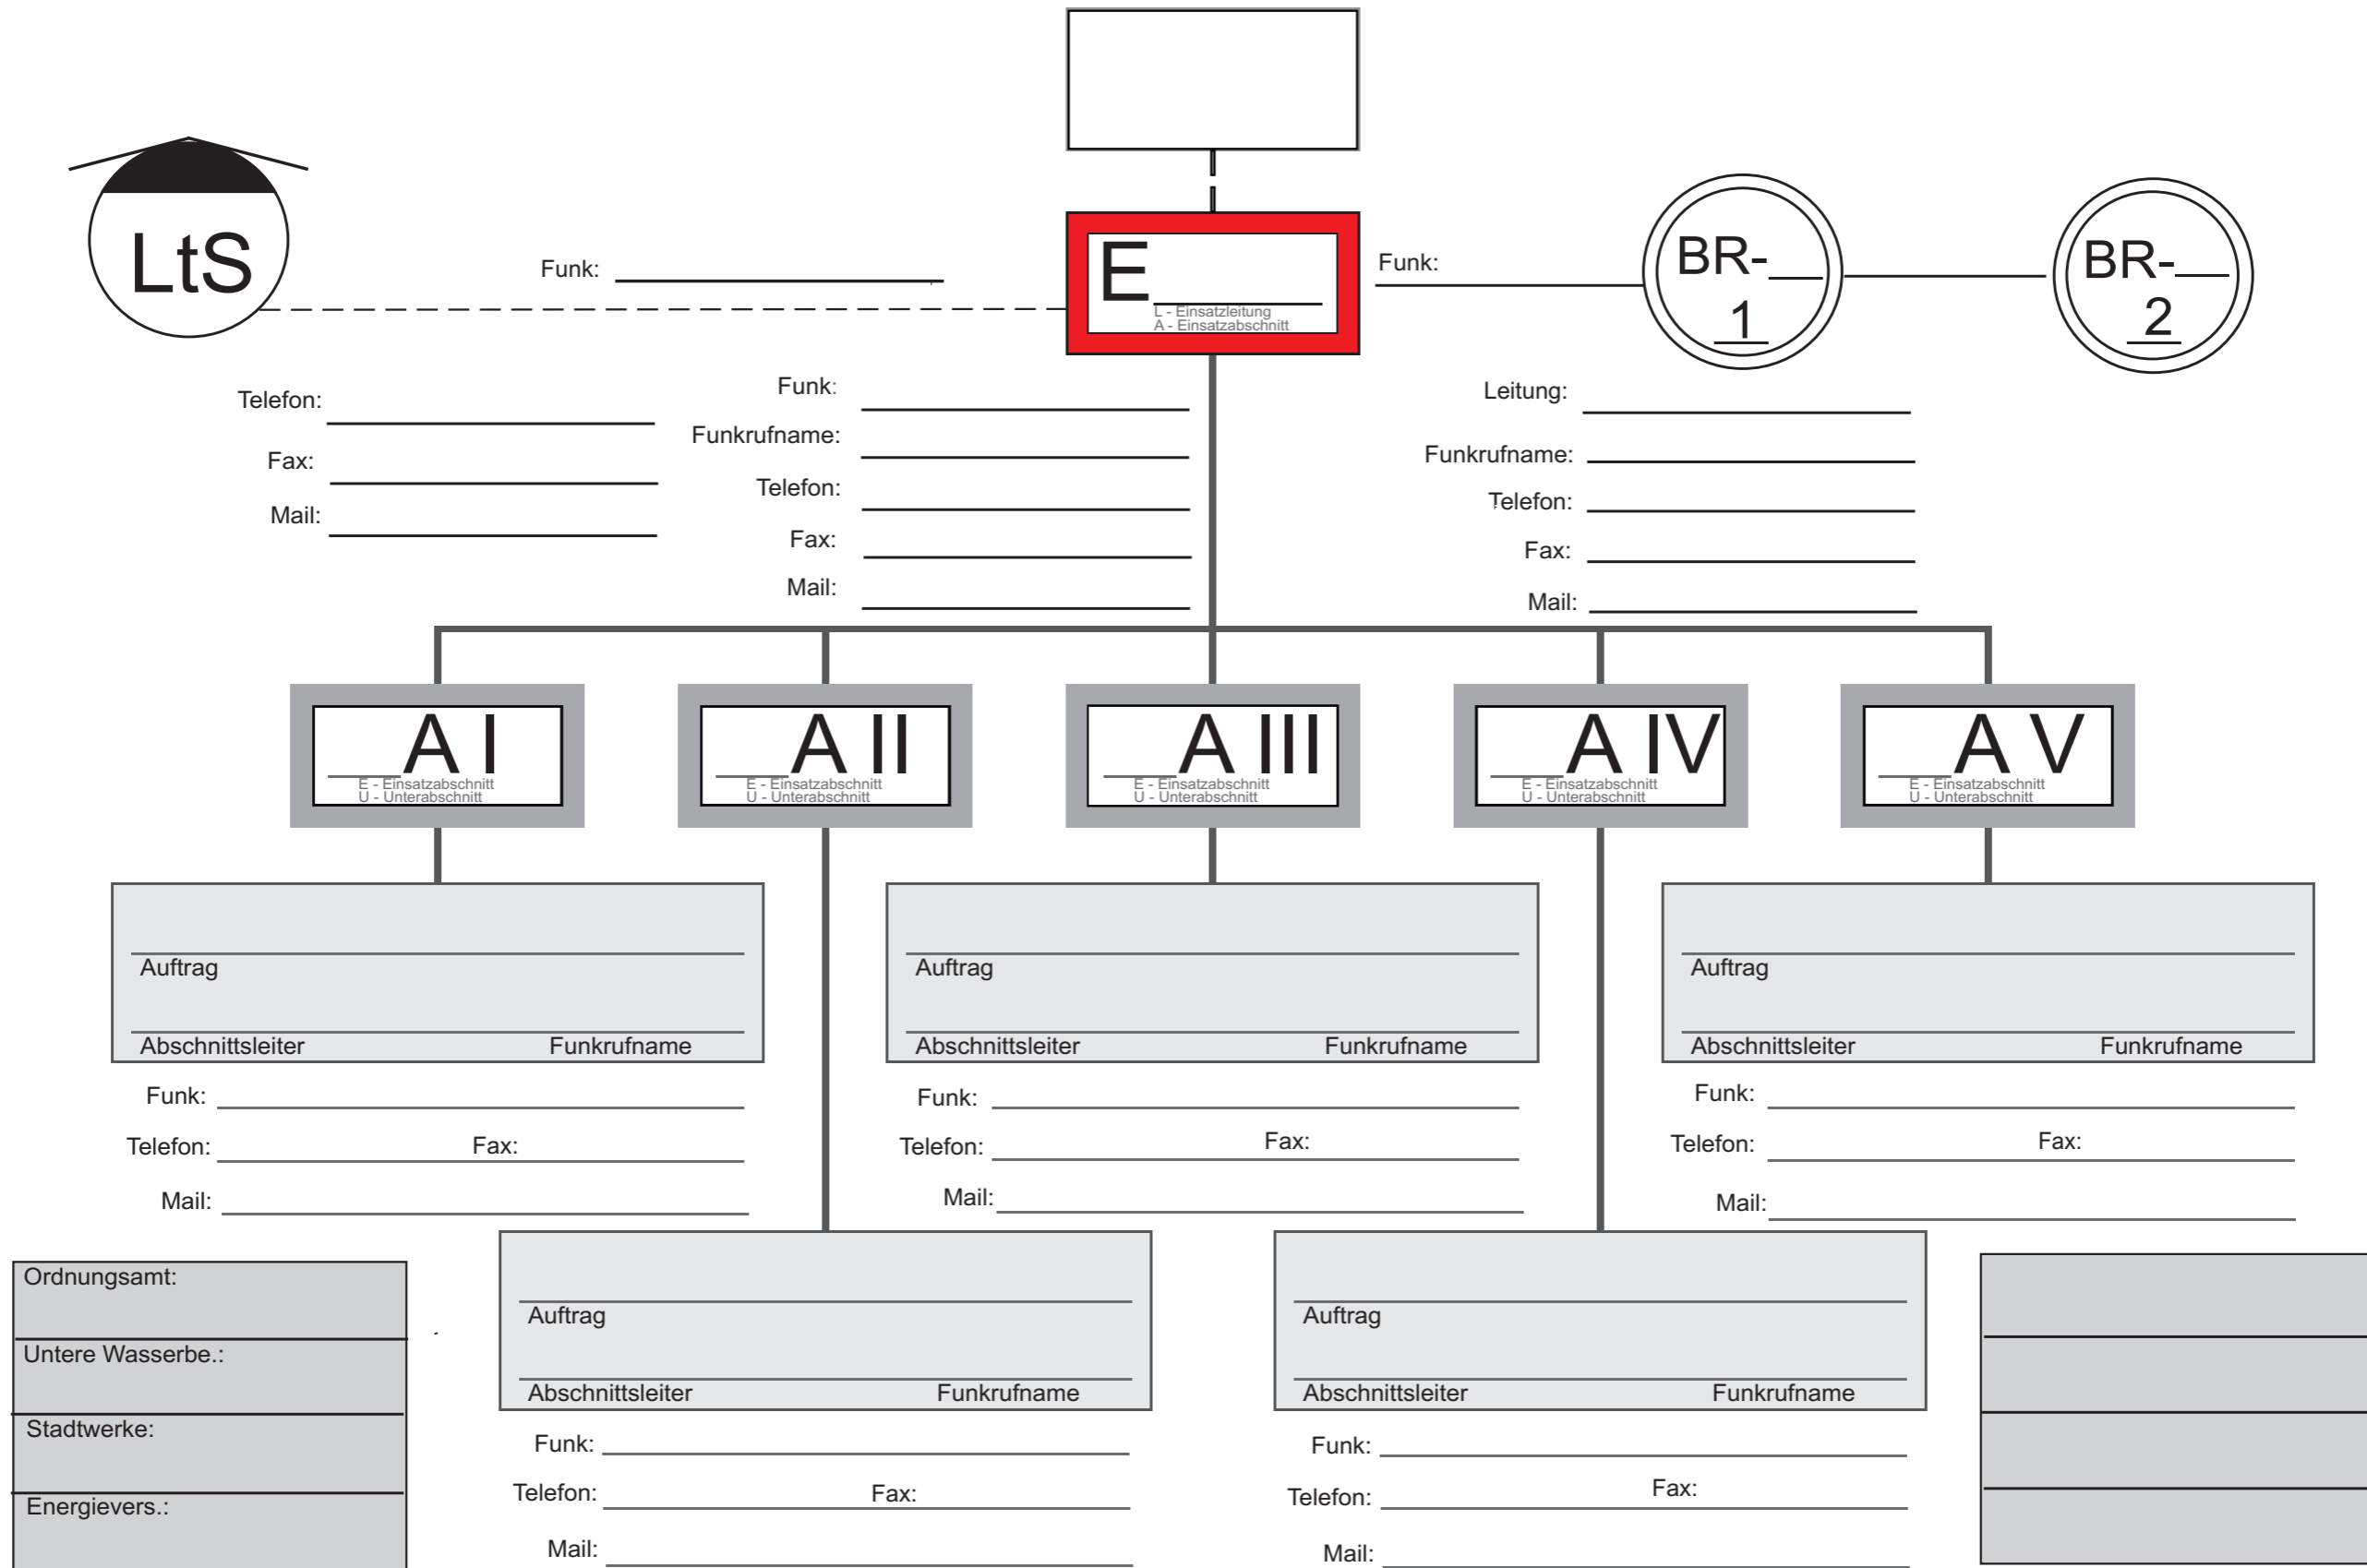 LtS
Funk:
E
L - Einsatzleitung
A - Einsatzabschnitt
Funk:
BR-
1
BR-
2
Telefon:
Fax:
Mail:
Funk:
Funkrufname:
Telefon:
Fax:
Mail:
Leitung:
Funkrufname:
Telefon:
Fax:
Mail:
A I
E - Einsatzabschnitt
U - Unterabschnitt
A II
E - Einsatzabschnitt
U - Unterabschnitt
A III
E - Einsatzabschnitt
U - Unterabschnitt
A IV
E - Einsatzabschnitt
U - Unterabschnitt
A V
E - Einsatzabschnitt
U - Unterabschnitt
Auftrag
Abschnittsleiter Funkrufname
Funk:
Telefon: Fax:
Mail:
Auftrag
Abschnittsleiter Funkrufname
Funk:
Telefon: Fax:
Mail:
Auftrag
Abschnittsleiter Funkrufname
Funk:
Telefon: Fax:
Mail:
Ordnungsamt:
Untere Wasserbe.:
Stadtwerke:
Energievers.:
Auftrag
Abschnittsleiter Funkrufname
Funk:
Telefon: Fax:
Mail:
Auftrag
Abschnittsleiter Funkrufname
Funk:
Telefon: Fax:
Mail: